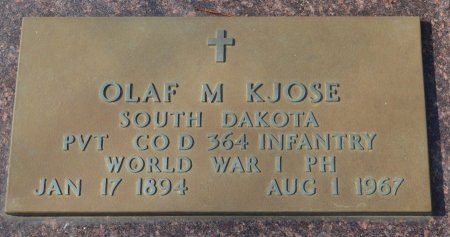 OLAF M KJOSE
SOUTH DAKOTA
PVT CO D 364 INFANTRY
WORLD WAR I PH
JAN 17 1894 AUG 1 1967